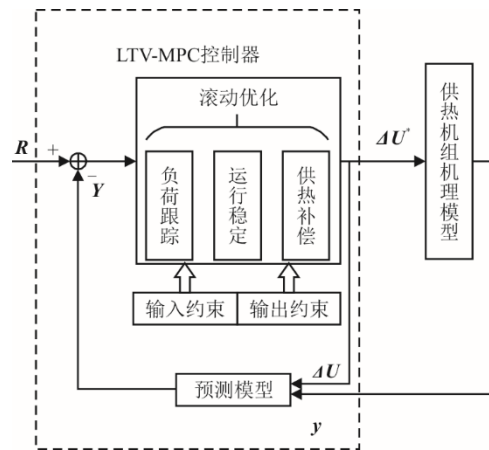 LTV-MPC控制器
滚动优化
ΔU*
R
+
−
Y
负荷跟踪
运行稳定
供热补偿
供热机组机理模型
输入约束
输出约束
ΔU
预测模型
y